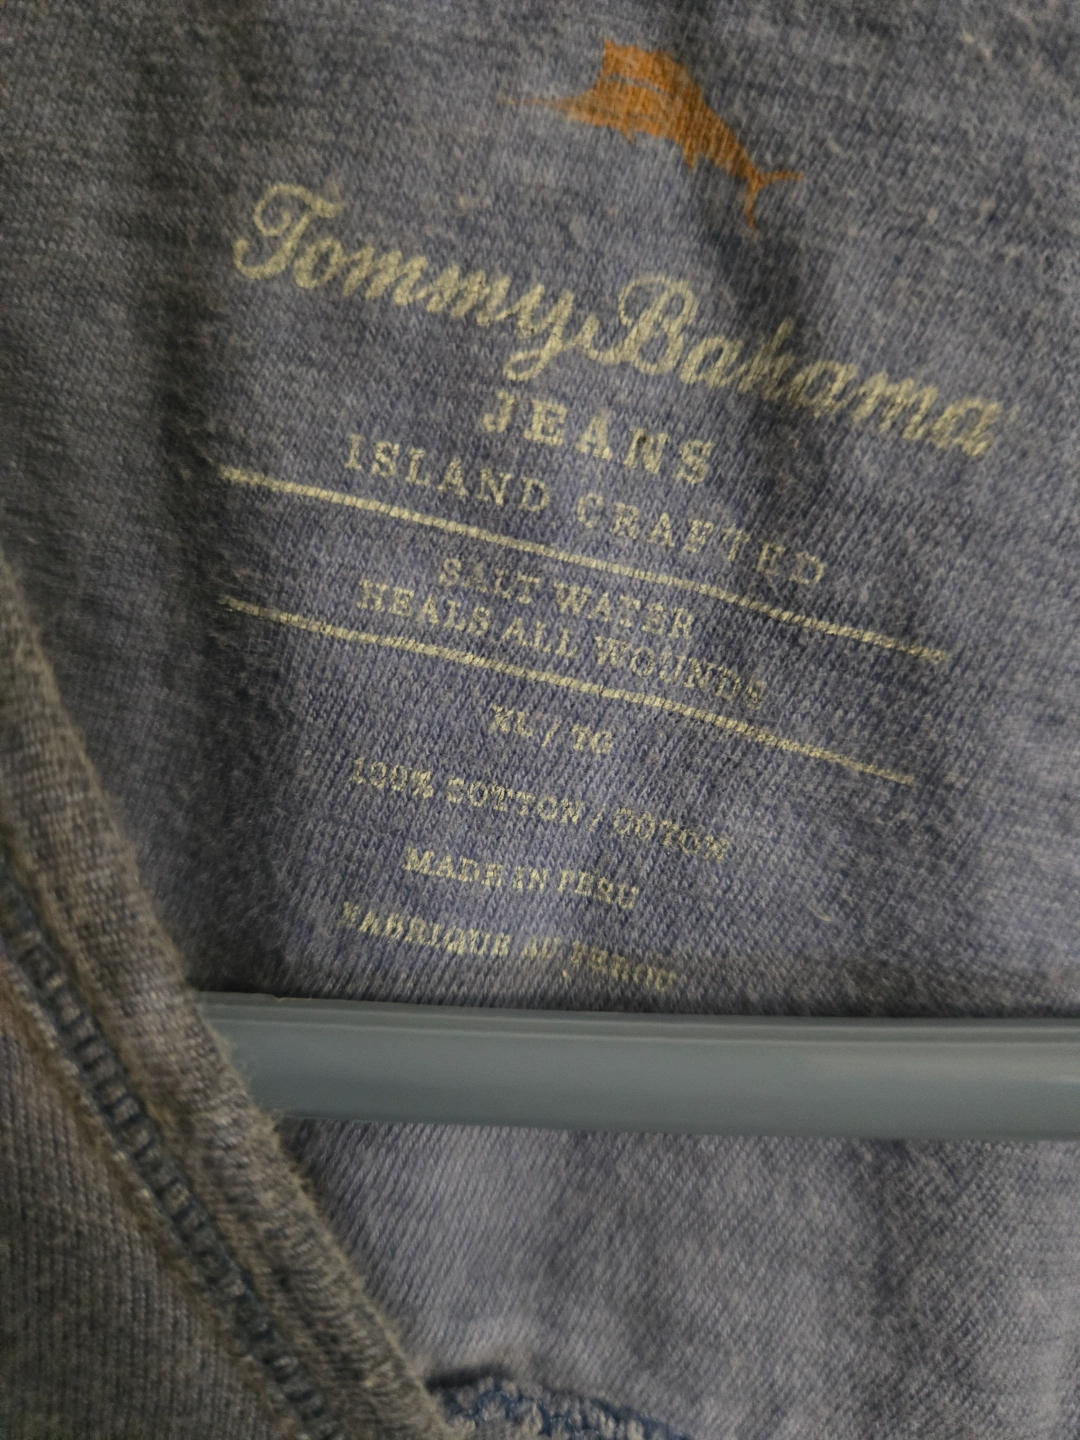 Tommy Bahama
JEANS
ISLAND CRAFTED
SALT WATER
HEALS ALL WOUNDS
XL / TG
100% COTTON / COTON
MADE IN PERU
FABRIQUE AU PEROU